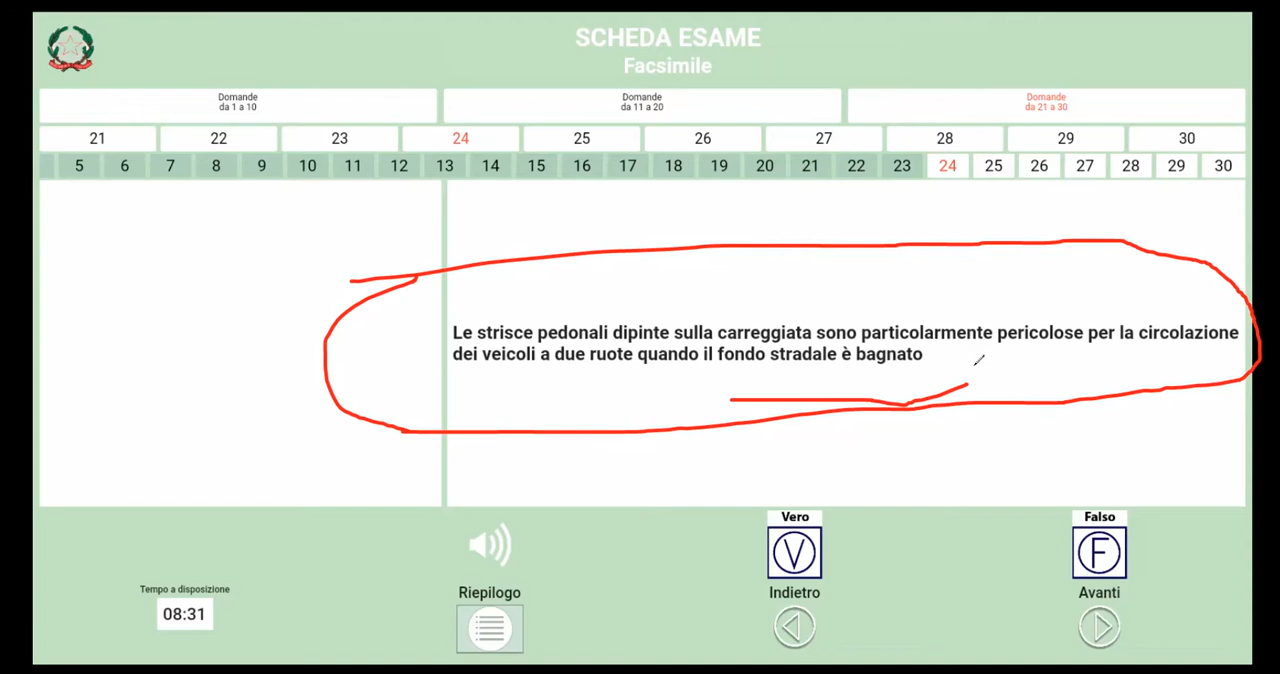 SCHEDA ESAME
Facsimile
Domande
da 1 a 10
Domande
da 11 a 20
Domande
da 21 a 30
21 22 23 24 25 26 27 28 29 30
5 6 7 8 9 10 11 12 13 14 15 16 17 18 19 20 21 22 23 24 25 26 27 28 29 30
Le strisce pedonali dipinte sulla carreggiata sono particolarmente pericolose per la circolazione
dei veicoli a due ruote quando il fondo stradale è bagnato
Vero
V
Falso
F
Tempo a disposizione
08:31
Riepilogo
Indietro
Avanti